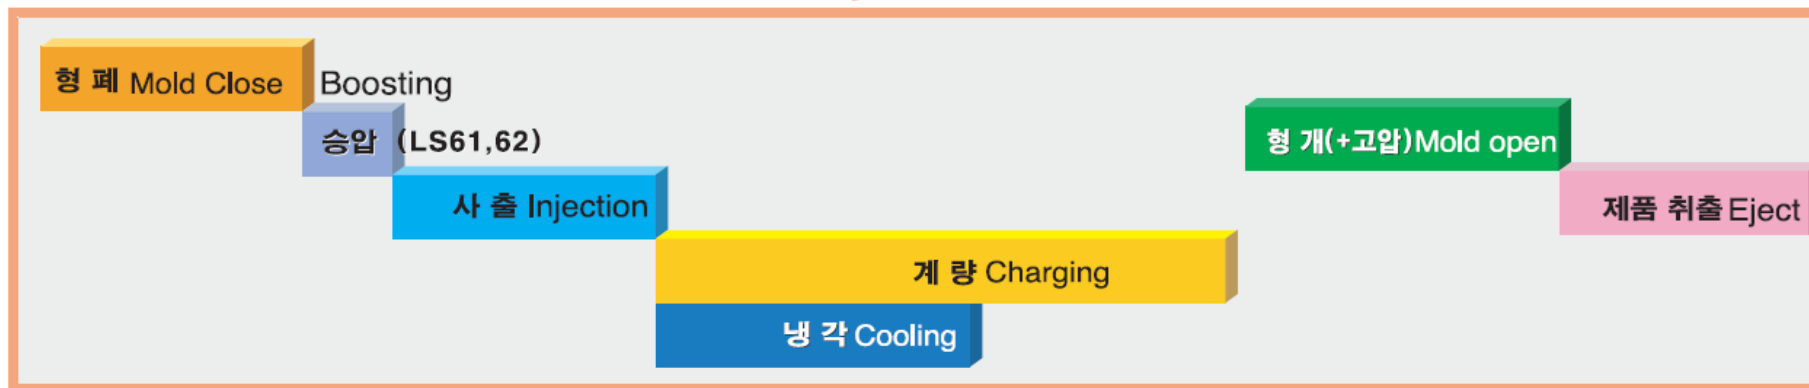 형 폐 Mold Close
Boosting
승압 (LS61,62)
사 출 Injection
계 량 Charging
냉 각 Cooling
형 개(+고압)Mold open
제품 취출 Eject